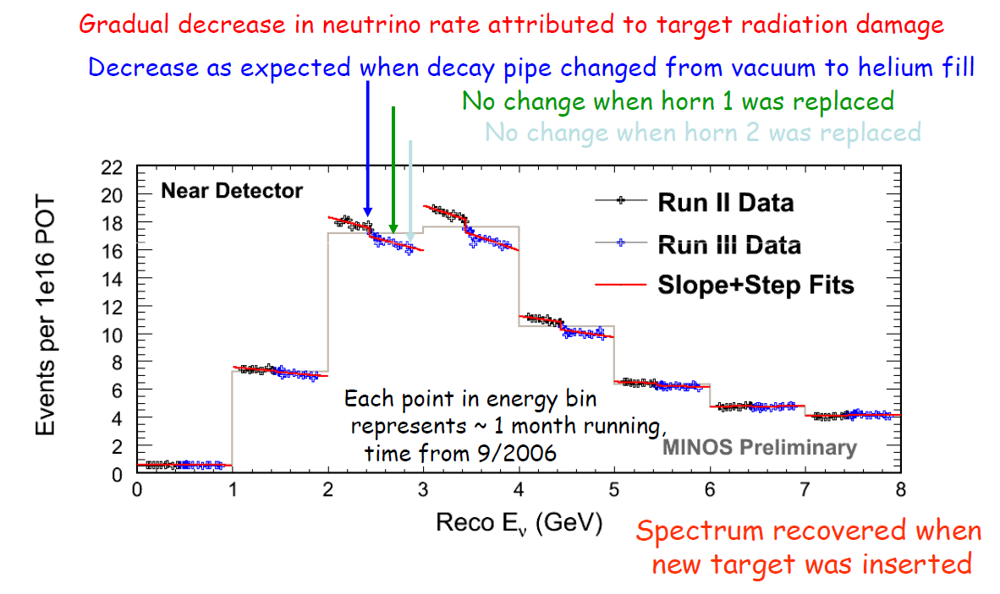 Gradual decrease in neutrino rate attributed to target radiation damage
Decrease as expected when decay pipe changed from vacuum to helium fill
No change when horn 1 was replaced
No change when horn 2 was replaced
Near Detector
Run II Data
Run III Data
Slope+Step Fits
Events per 1e16 POT
22
20
18
16
14
12
10
8
6
4
2
0
Each point in energy bin
represents ~ 1 month running,
time from 9/2006
MINOS Preliminary
0 1 2 3 4 5 6 7 8
Reco Eν (GeV)
Spectrum recovered when
new target was inserted